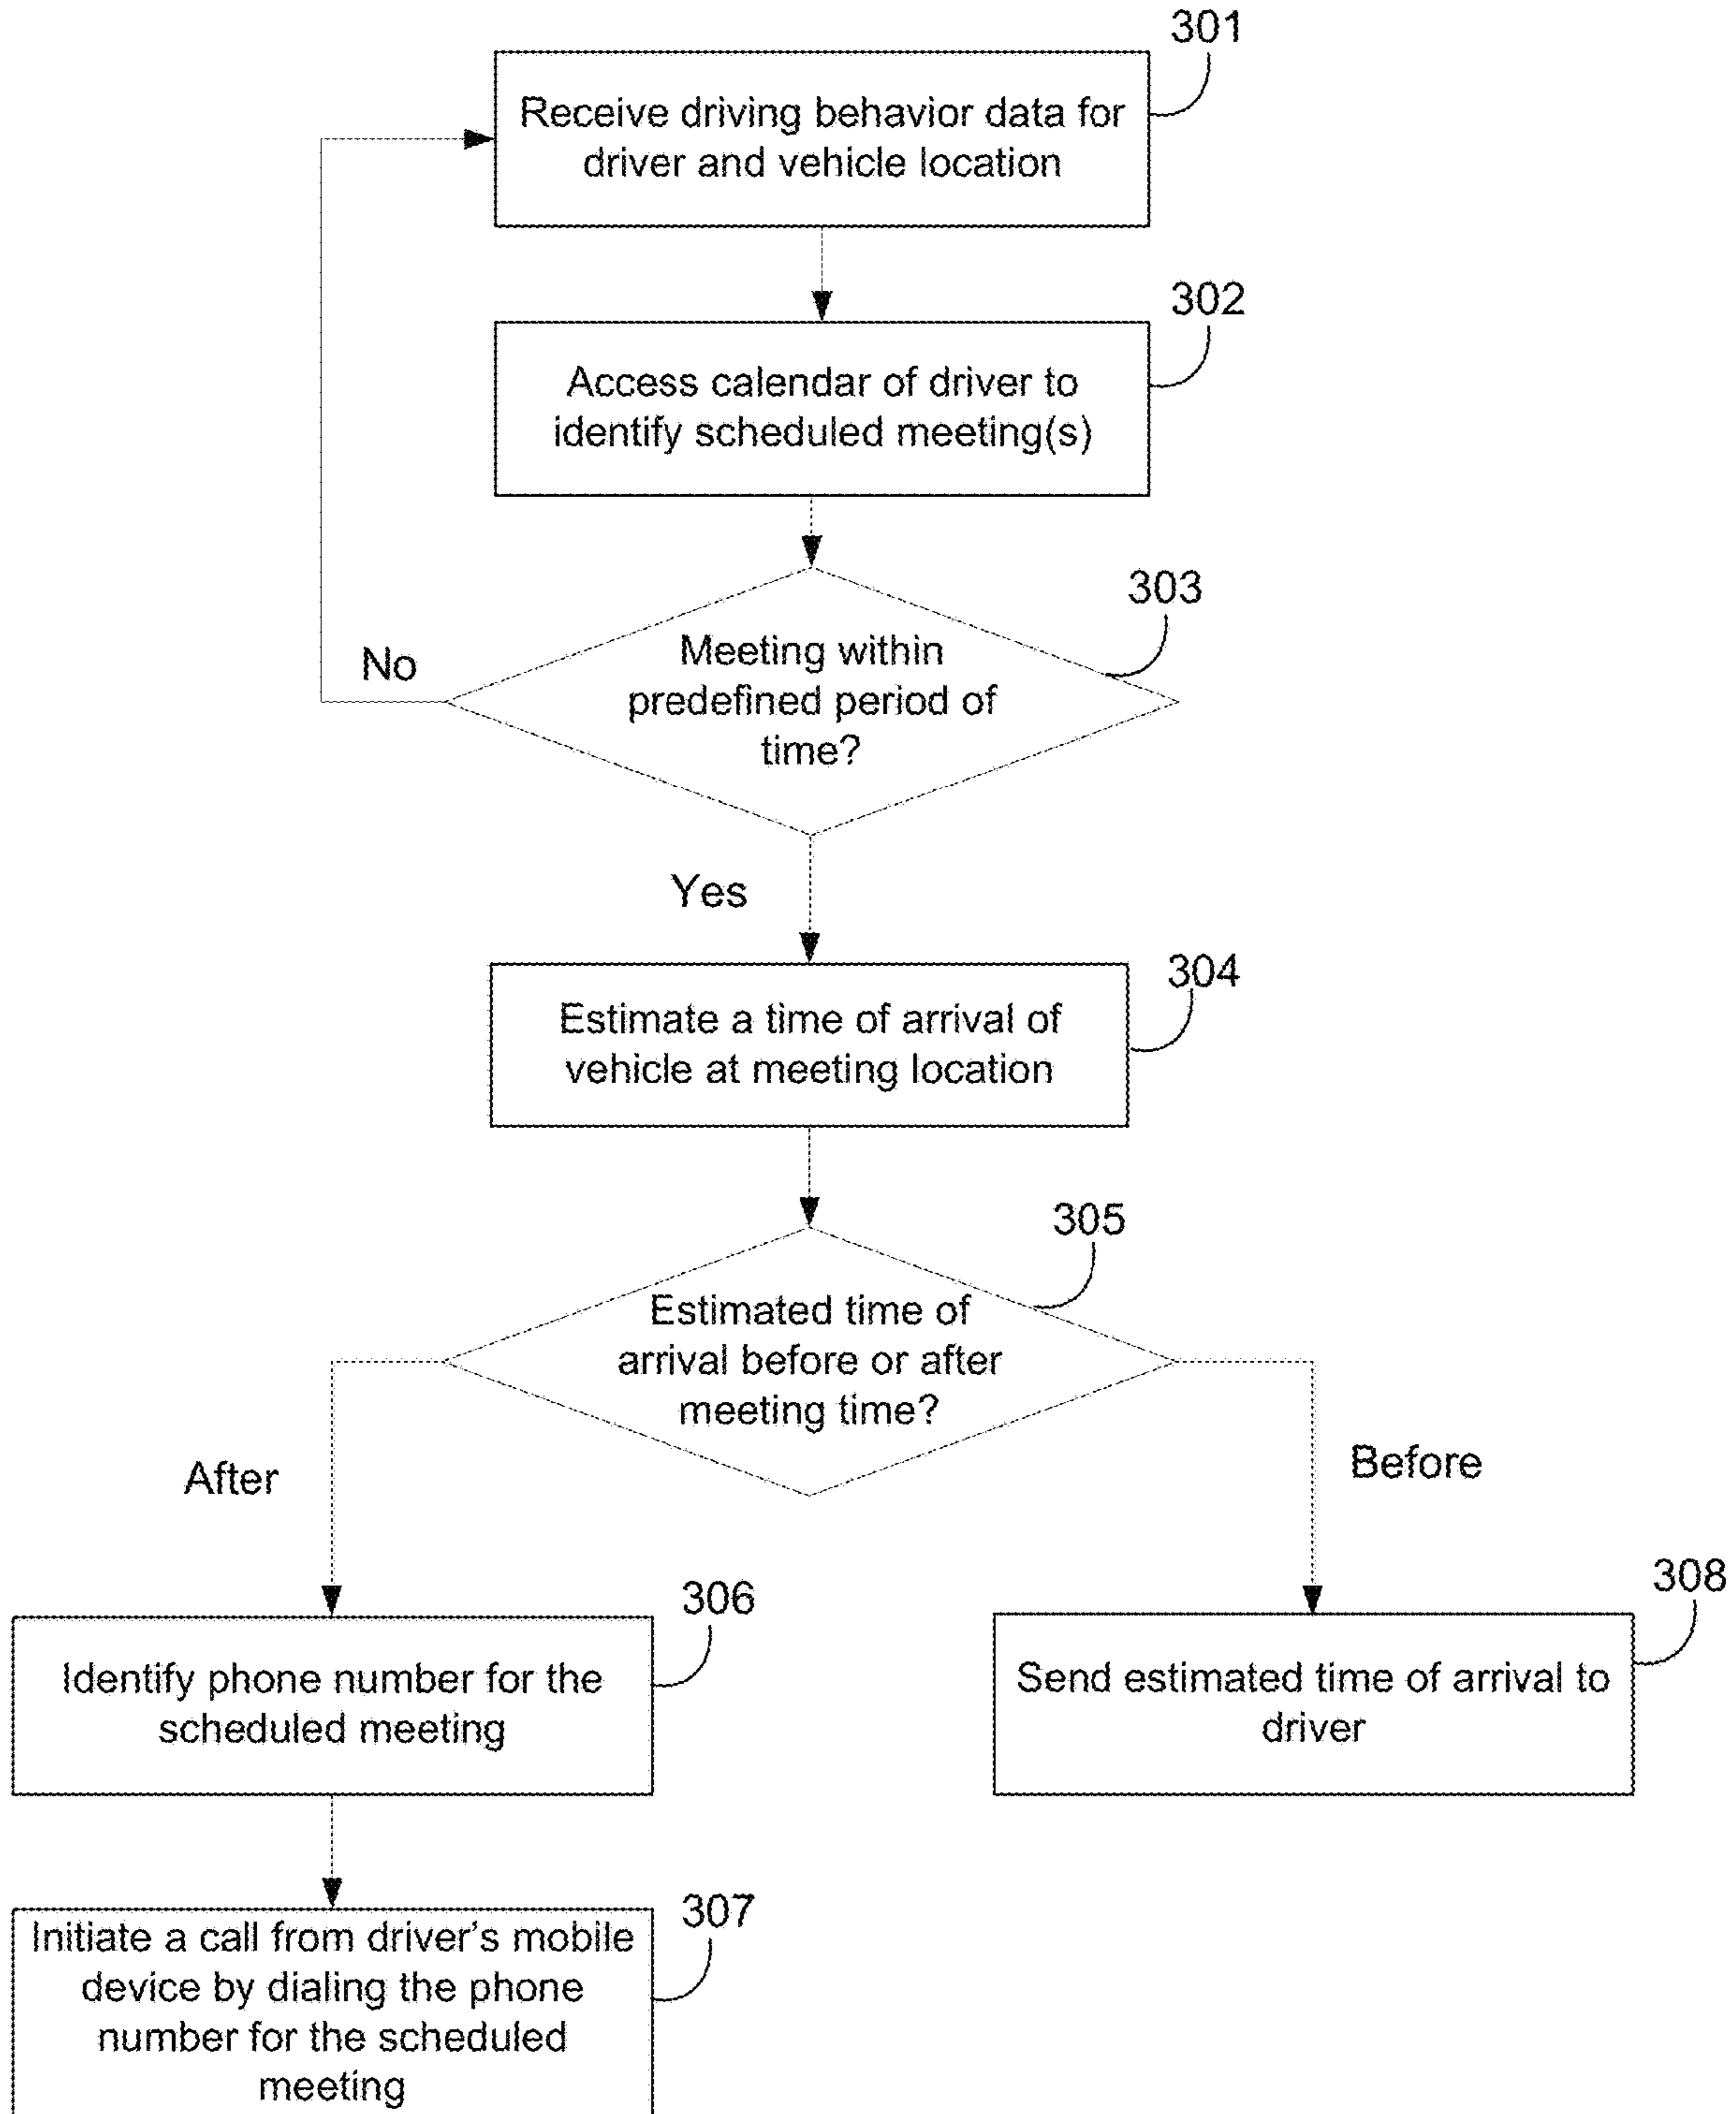 301
Receive driving behavior data for
driver and vehicle location
302
Access calendar of driver to
identify scheduled meeting(s)
303
Meeting within
predefined period of
time?
No
Yes
304
Estimate a time of arrival of
vehicle at meeting location
305
Estimated time of
arrival before or after
meeting time?
After
Before
306
Identify phone number for the
scheduled meeting
308
Send estimated time of arrival to
driver
307
Initiate a call from driver's mobile
device by dialing the phone
number for the scheduled
meeting